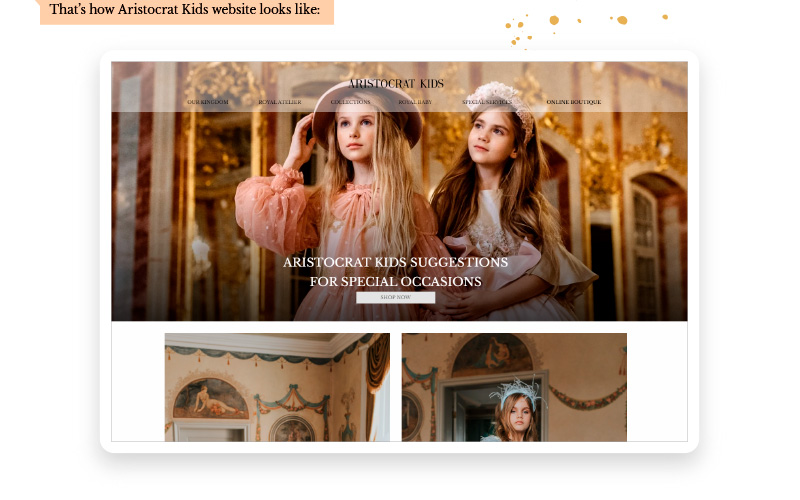 That's how Aristocrat Kids website looks like:
ARISTOCRAT KIDS
OUR KINGDOM ROYAL ATELIER COLLECTIONS ROYAL BABY SPECIAL SERVICES ONLINE BOUTIQUE
ARISTOCRAT KIDS SUGGESTIONS
FOR SPECIAL OCCASIONS
SHOP NOW